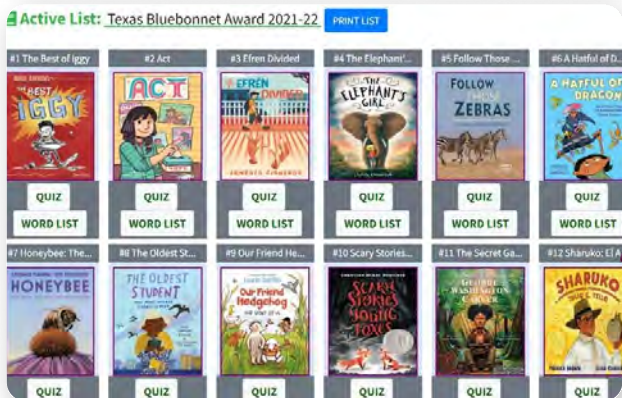 Active List: Texas Bluebonnet Award 2021-22 PRINT LIST
#1 The Best of Iggy #2 Act #3 Efren Divided #4 The Elephant'... #5 Follow Those ... #6 A Hatful of D...
THE BEST IGGY
ACT
EFRÉN DIVIDED
THE ELEPHANT'S GIRL
FOLLOW THOSE ZEBRAS
A HATFUL OF DRAGON
QUIZ QUIZ QUIZ QUIZ QUIZ QUIZ
WORD LIST WORD LIST WORD LIST WORD LIST WORD LIST WORD LIST
#7 Honeybee: The... #8 The Oldest St... #9 Our Friend He... #10 Scary Stories... #11 The Secret Ga... #12 Sharuko: El A
HONEYBEE
THE OLDEST STUDENT
Our Friend Hedgehog
SCARY STORIES YOUNG FOXES
GEORGE WASHINGTON CARVER
SHARUKO
QUIZ QUIZ QUIZ QUIZ QUIZ QUIZ